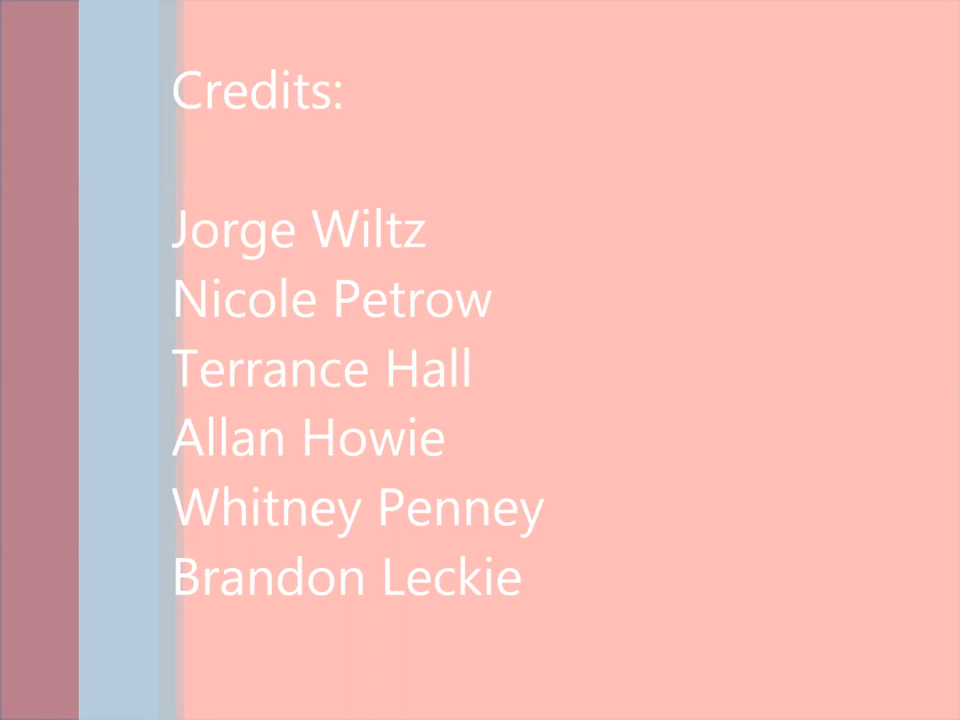 Credits:
Jorge Wiltz
Nicole Petrow
Terrance Hall
Allan Howie
Whitney Penney
Brandon Leckie